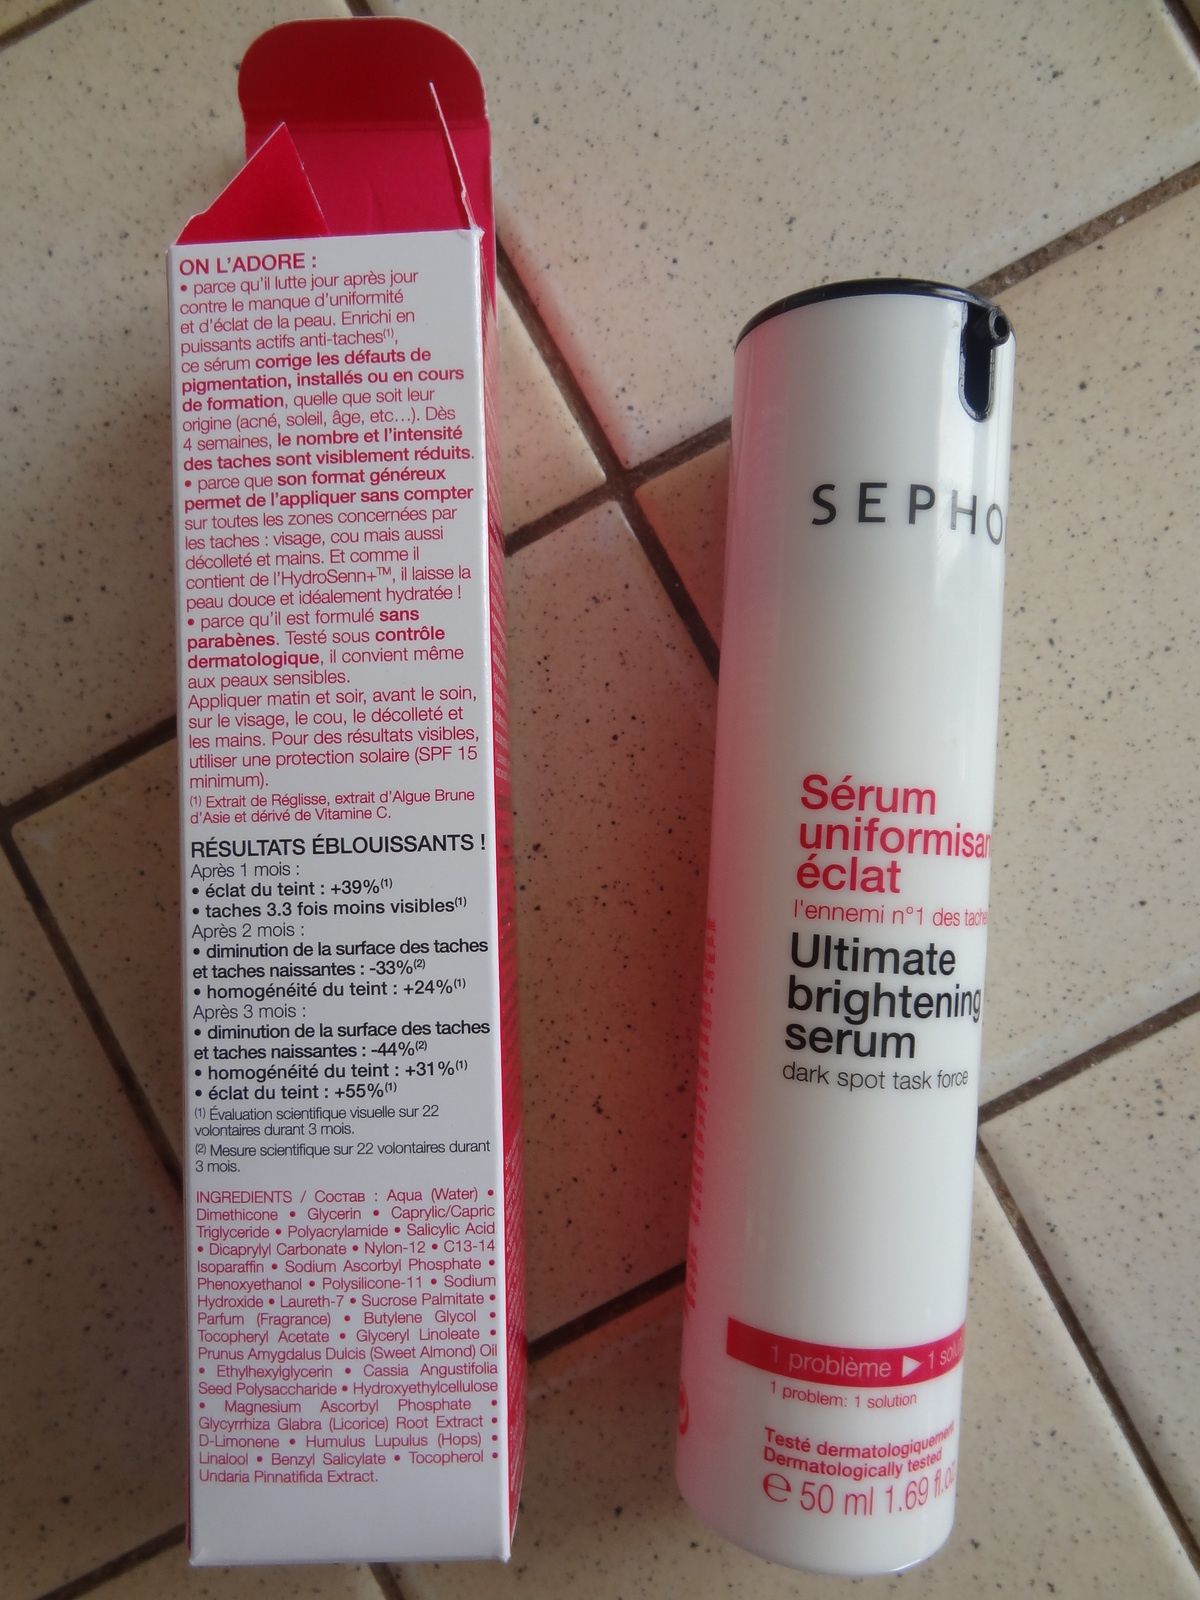 ON L'ADORE :
• parce qu'il lutte jour après jour
contre le manque d'uniformité
et d'éclat de la peau. Enrichi en
puissants actifs anti-taches(1),
ce sérum corrige les défauts de
pigmentation, installés ou en cours
de formation, quelle que soit leur
origine (acné, soleil, âge, etc...). Dès
4 semaines, le nombre et l'intensité
des taches sont visiblement réduits.
• parce que son format généreux
permet de l'appliquer sans compter
sur toutes les zones concernées par
les taches : visage, cou mais aussi
décolleté et mains. Et comme il
contient de l'HydroSenn+™, il laisse la
peau douce et idéalement hydratée !
• parce qu'il est formulé sans
parabènes. Testé sous contrôle
dermatologique, il convient même
aux peaux sensibles.
Appliquer matin et soir, avant le soin,
sur le visage, le cou, le décolleté et
les mains. Pour des résultats visibles,
utiliser une protection solaire (SPF 15
minimum).
(1) Extrait de Réglisse, extrait d'Algue Brune
d'Asie et dérivé de Vitamine C.
RÉSULTATS ÉBLOUISSANTS !
Après 1 mois :
• éclat du teint : +39%(1)
• taches 3.3 fois moins visibles(1)
Après 2 mois :
• diminution de la surface des taches
et taches naissantes : -33%(2)
• homogénéité du teint : +24%(1)
Après 3 mois :
• diminution de la surface des taches
et taches naissantes : -44%(2)
• homogénéité du teint : +31%(1)
• éclat du teint : +55%(1)
(1) Évaluation scientifique visuelle sur 22
volontaires durant 3 mois.
(2) Mesure scientifique sur 22 volontaires durant
3 mois.
INGREDIENTS / Состав : Aqua (Water) •
Dimethicone • Glycerin • Caprylic/Capric
Triglyceride • Polyacrylamide • Salicylic Acid
• Dicaprylyl Carbonate • Nylon-12 • C13-14
Isoparaffin • Sodium Ascorbyl Phosphate •
Phenoxyethanol • Polysilicone-11 • Sodium
Hydroxide • Laureth-7 • Sucrose Palmitate •
Parfum (Fragrance) • Butylene Glycol •
Tocopheryl Acetate • Glyceryl Linoleate •
Prunus Amygdalus Dulcis (Sweet Almond) Oil
• Ethylhexylglycerin • Cassia Angustifolia
Seed Polysaccharide • Hydroxyethylcellulose
• Magnesium Ascorbyl Phosphate •
Glycyrrhiza Glabra (Licorice) Root Extract •
D-Limonene • Humulus Lupulus (Hops) •
Linalool • Benzyl Salicylate • Tocopherol •
Undaria Pinnatifida Extract.
SEPHO
Sérum
uniformisan
éclat
l'ennemi n°1 des tache
Ultimate
brightening
serum
dark spot task force
1 problème ▶ 1 solu
1 problem: 1 solution
Testé dermatologiquement
Dermatologically tested
℮ 50 ml 1.69 fl.oz